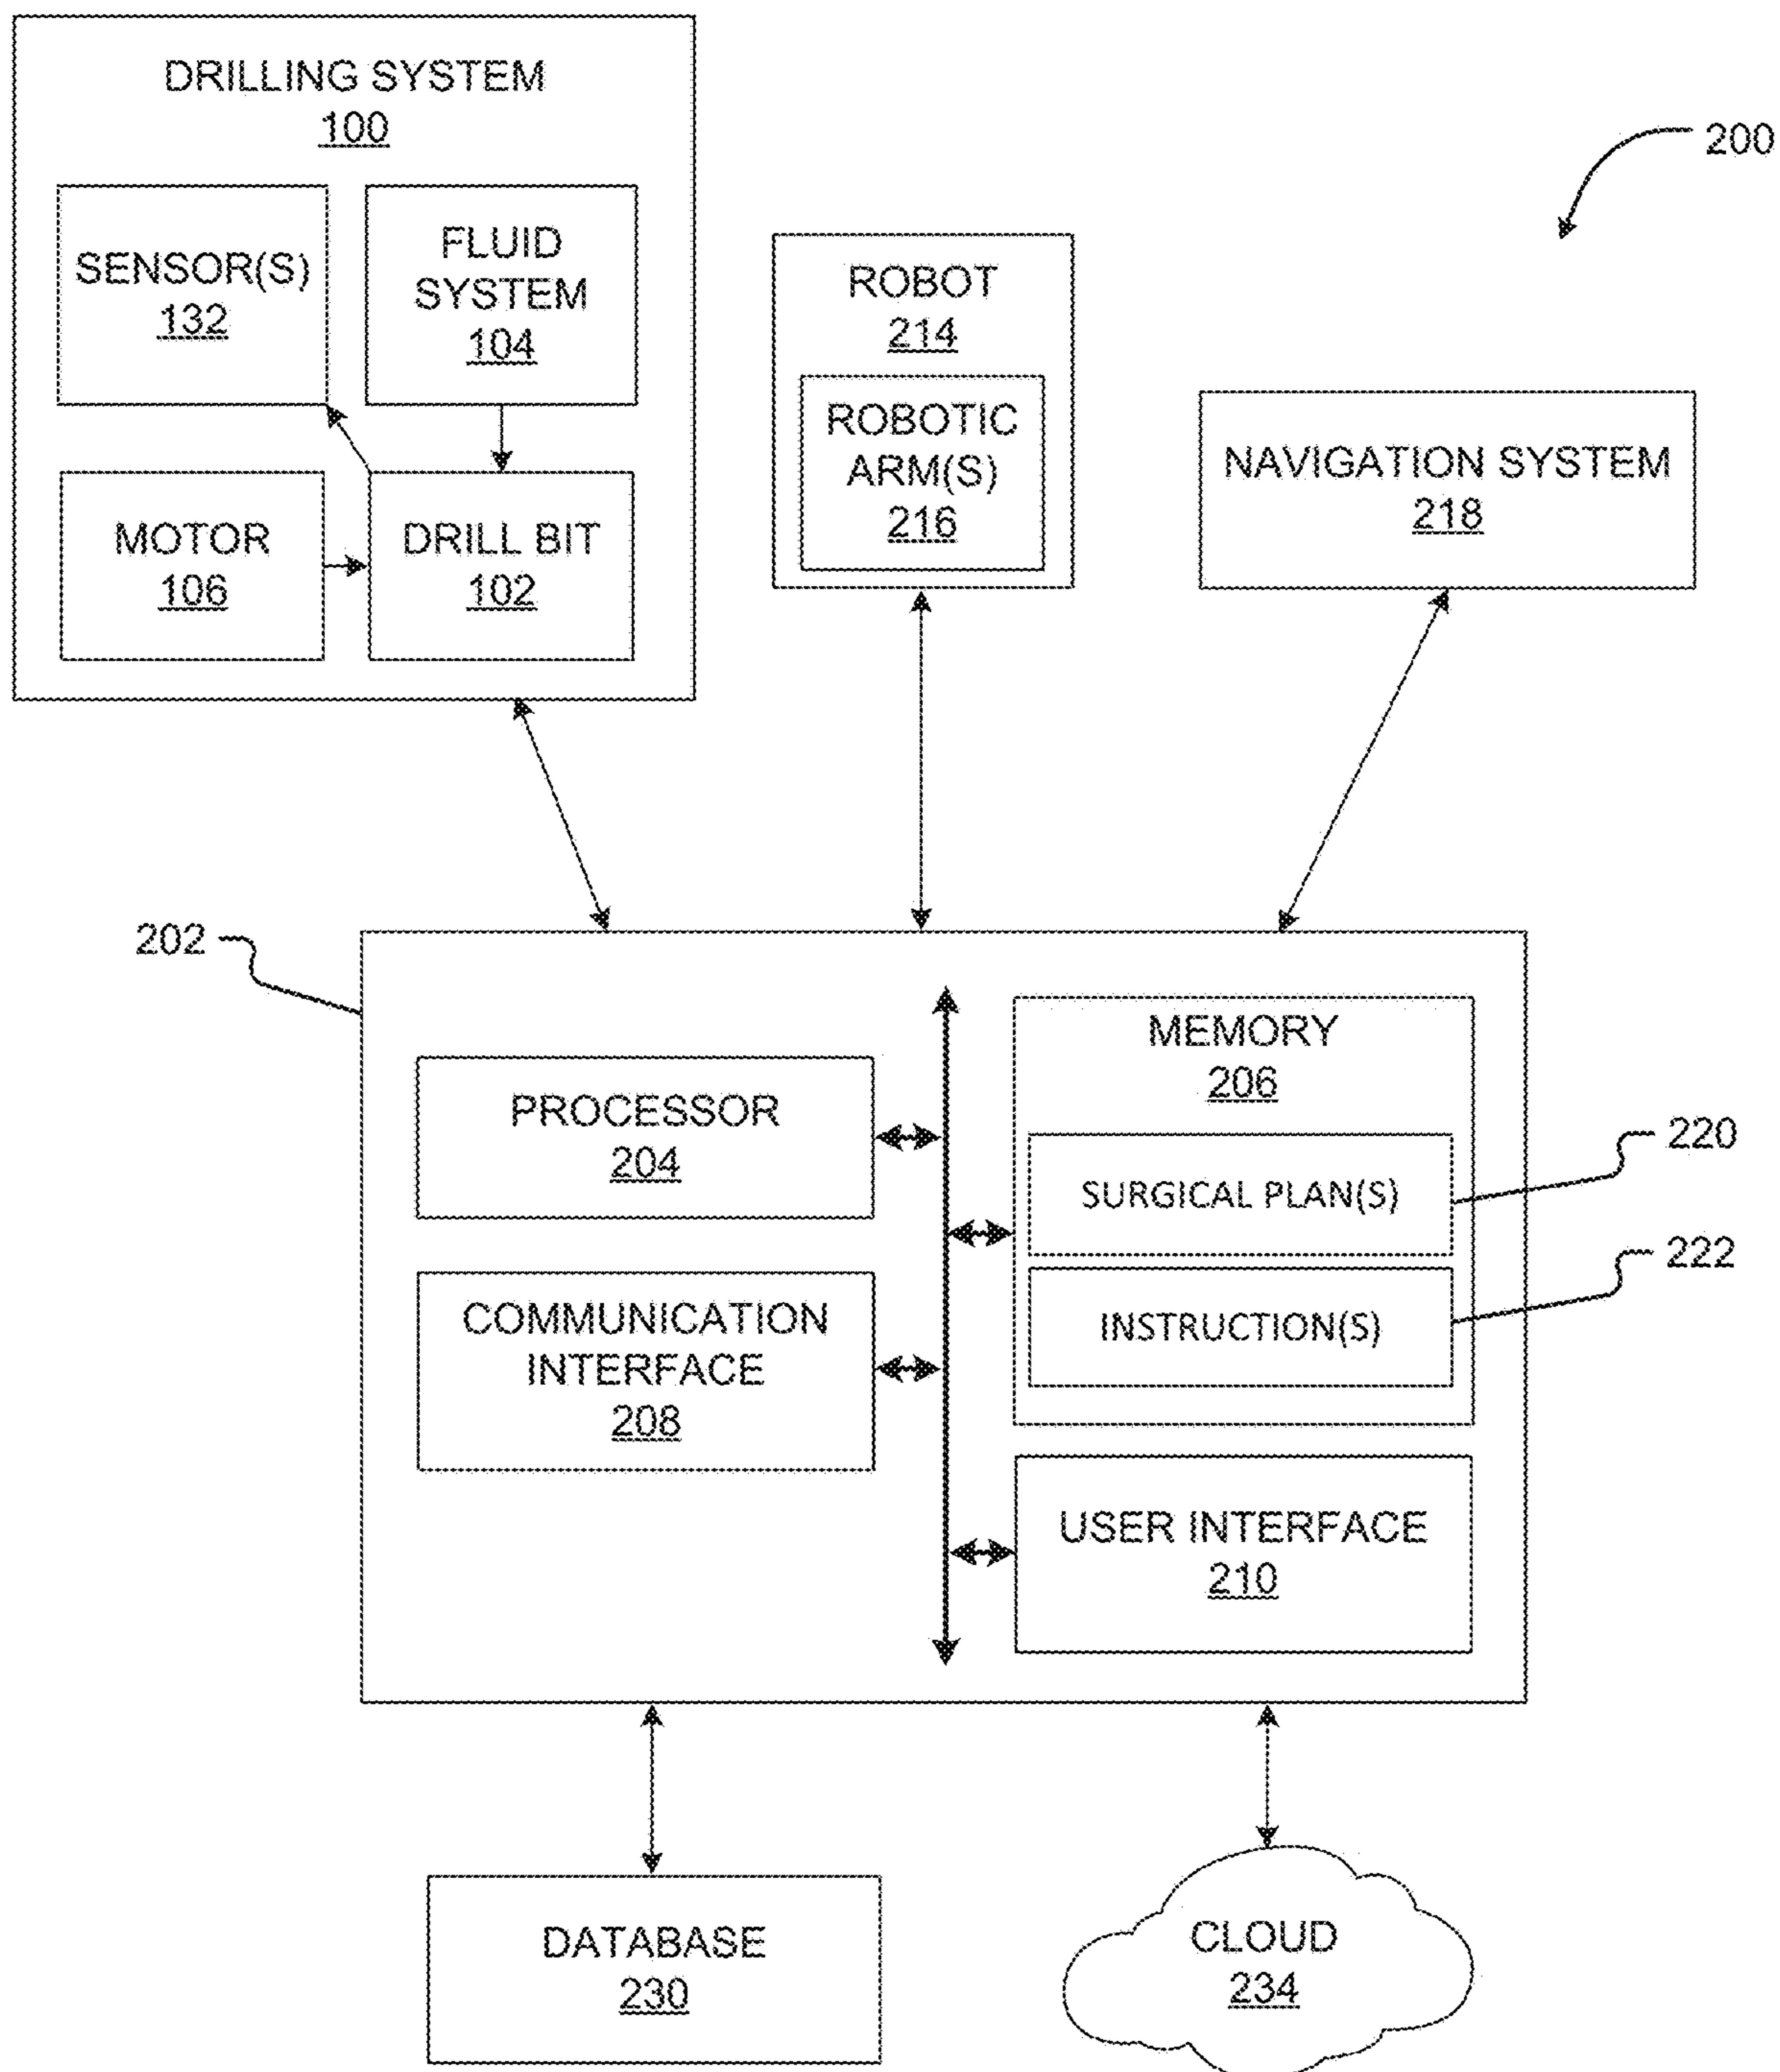 DRILLING SYSTEM
100
200
SENSOR(S)
132
FLUID
SYSTEM
104
MOTOR
106
DRILL BIT
102
ROBOT
214
ROBOTIC
ARM(S)
216
NAVIGATION SYSTEM
218
202
PROCESSOR
204
COMMUNICATION
INTERFACE
208
MEMORY
206
SURGICAL PLAN(S)
220
INSTRUCTION(S)
222
USER INTERFACE
210
DATABASE
230
CLOUD
234